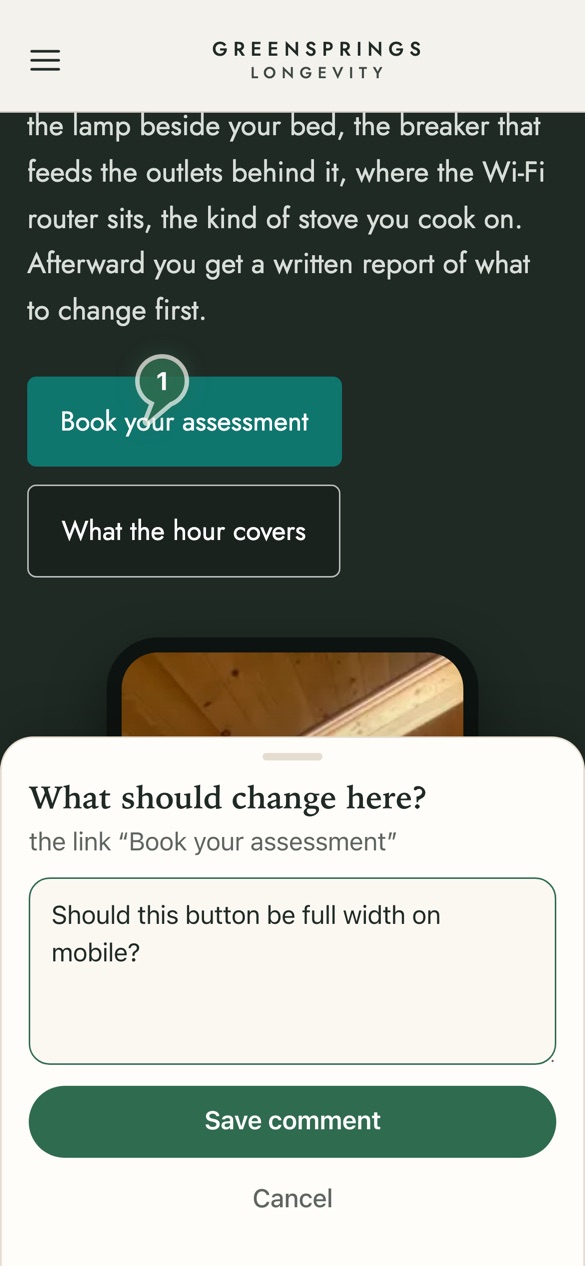 GREENSPRINGS
LONGEVITY
the lamp beside your bed, the breaker that
feeds the outlets behind it, where the Wi-Fi
router sits, the kind of stove you cook on.
Afterward you get a written report of what
to change first.
1
Book your assessment
What the hour covers
What should change here?
the link “Book your assessment”
Should this button be full width on
mobile?
Save comment
Cancel